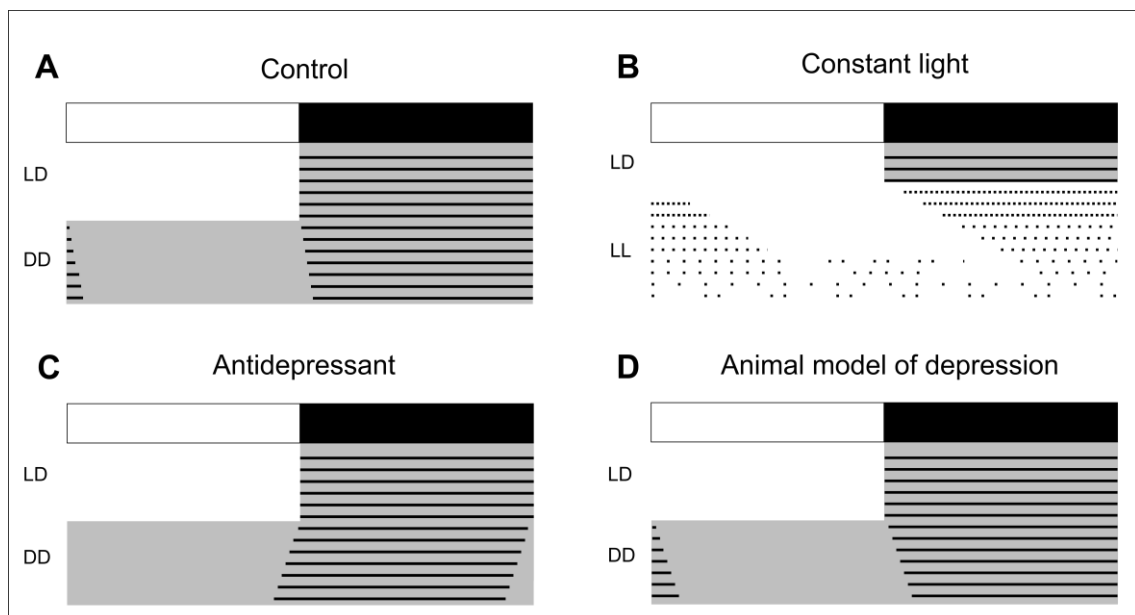 A
Control
LD
DD
B
Constant light
LD
LL
C
Antidepressant
LD
DD
D
Animal model of depression
LD
DD